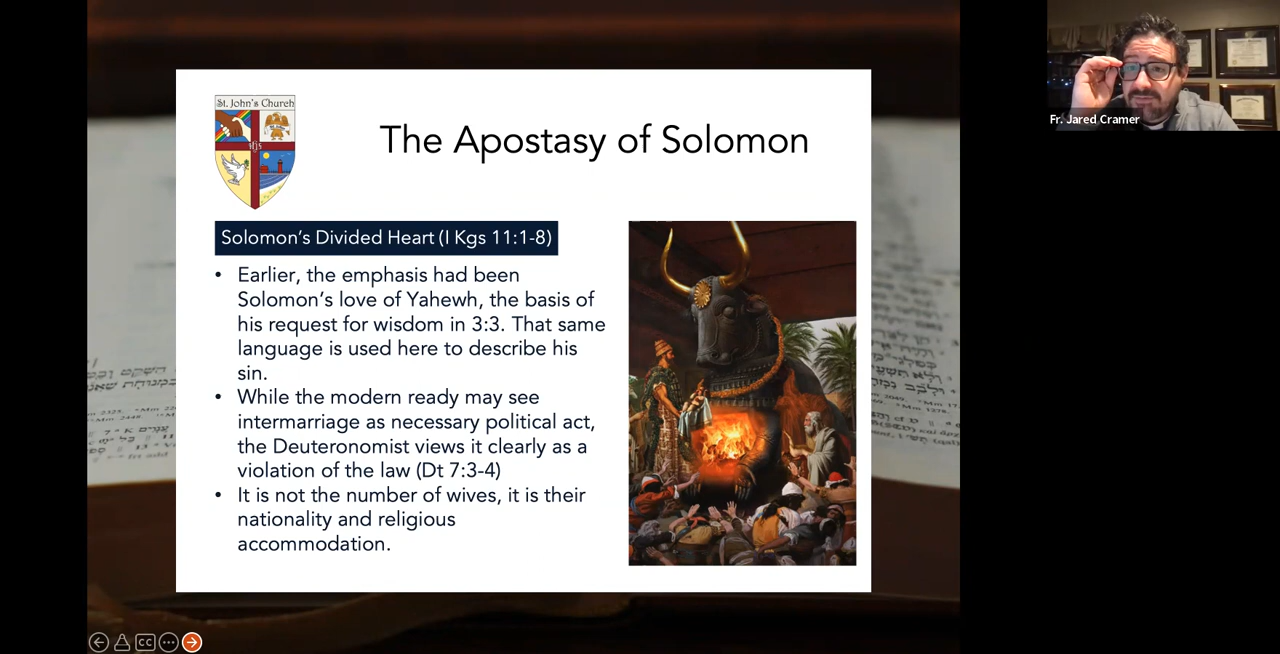 St. John's Church
The Apostasy of Solomon
Solomon's Divided Heart (I Kgs 11:1-8)
• Earlier, the emphasis had been
Solomon's love of Yahewh, the basis of
his request for wisdom in 3:3. That same
language is used here to describe his
sin.
• While the modern ready may see
intermarriage as necessary political act,
the Deuteronomist views it clearly as a
violation of the law (Dt 7:3-4)
• It is not the number of wives, it is their
nationality and religious
accommodation.
Fr. Jared Cramer
CC